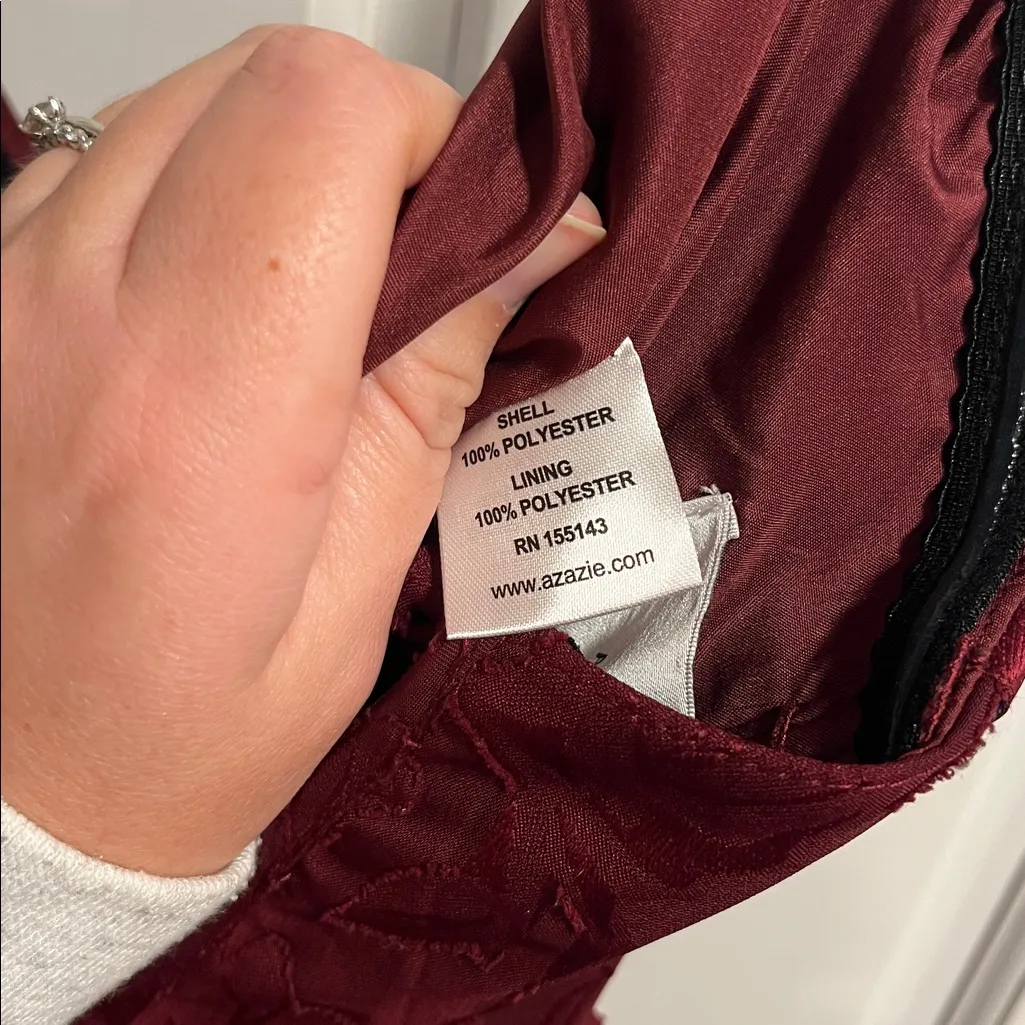 SHELL
100% POLYESTER
LINING
100% POLYESTER
RN 155143
www.azazie.com